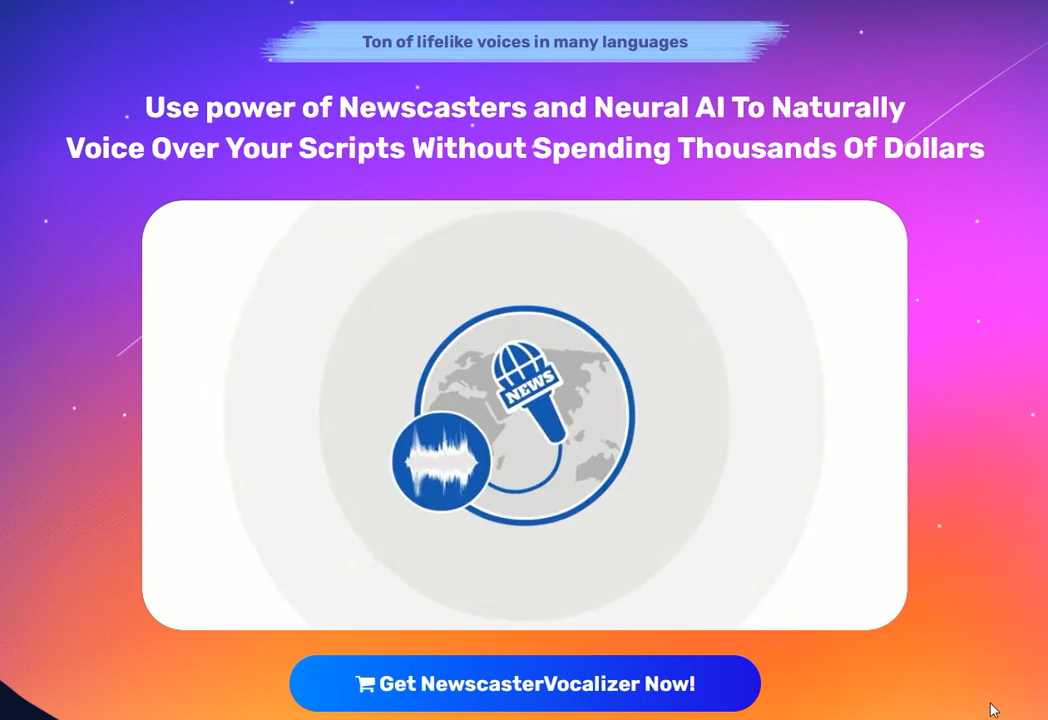 Ton of lifelike voices in many languages
Use power of Newscasters and Neural AI To Naturally
Voice Over Your Scripts Without Spending Thousands Of Dollars
NEWS
Get NewscasterVocalizer Now!